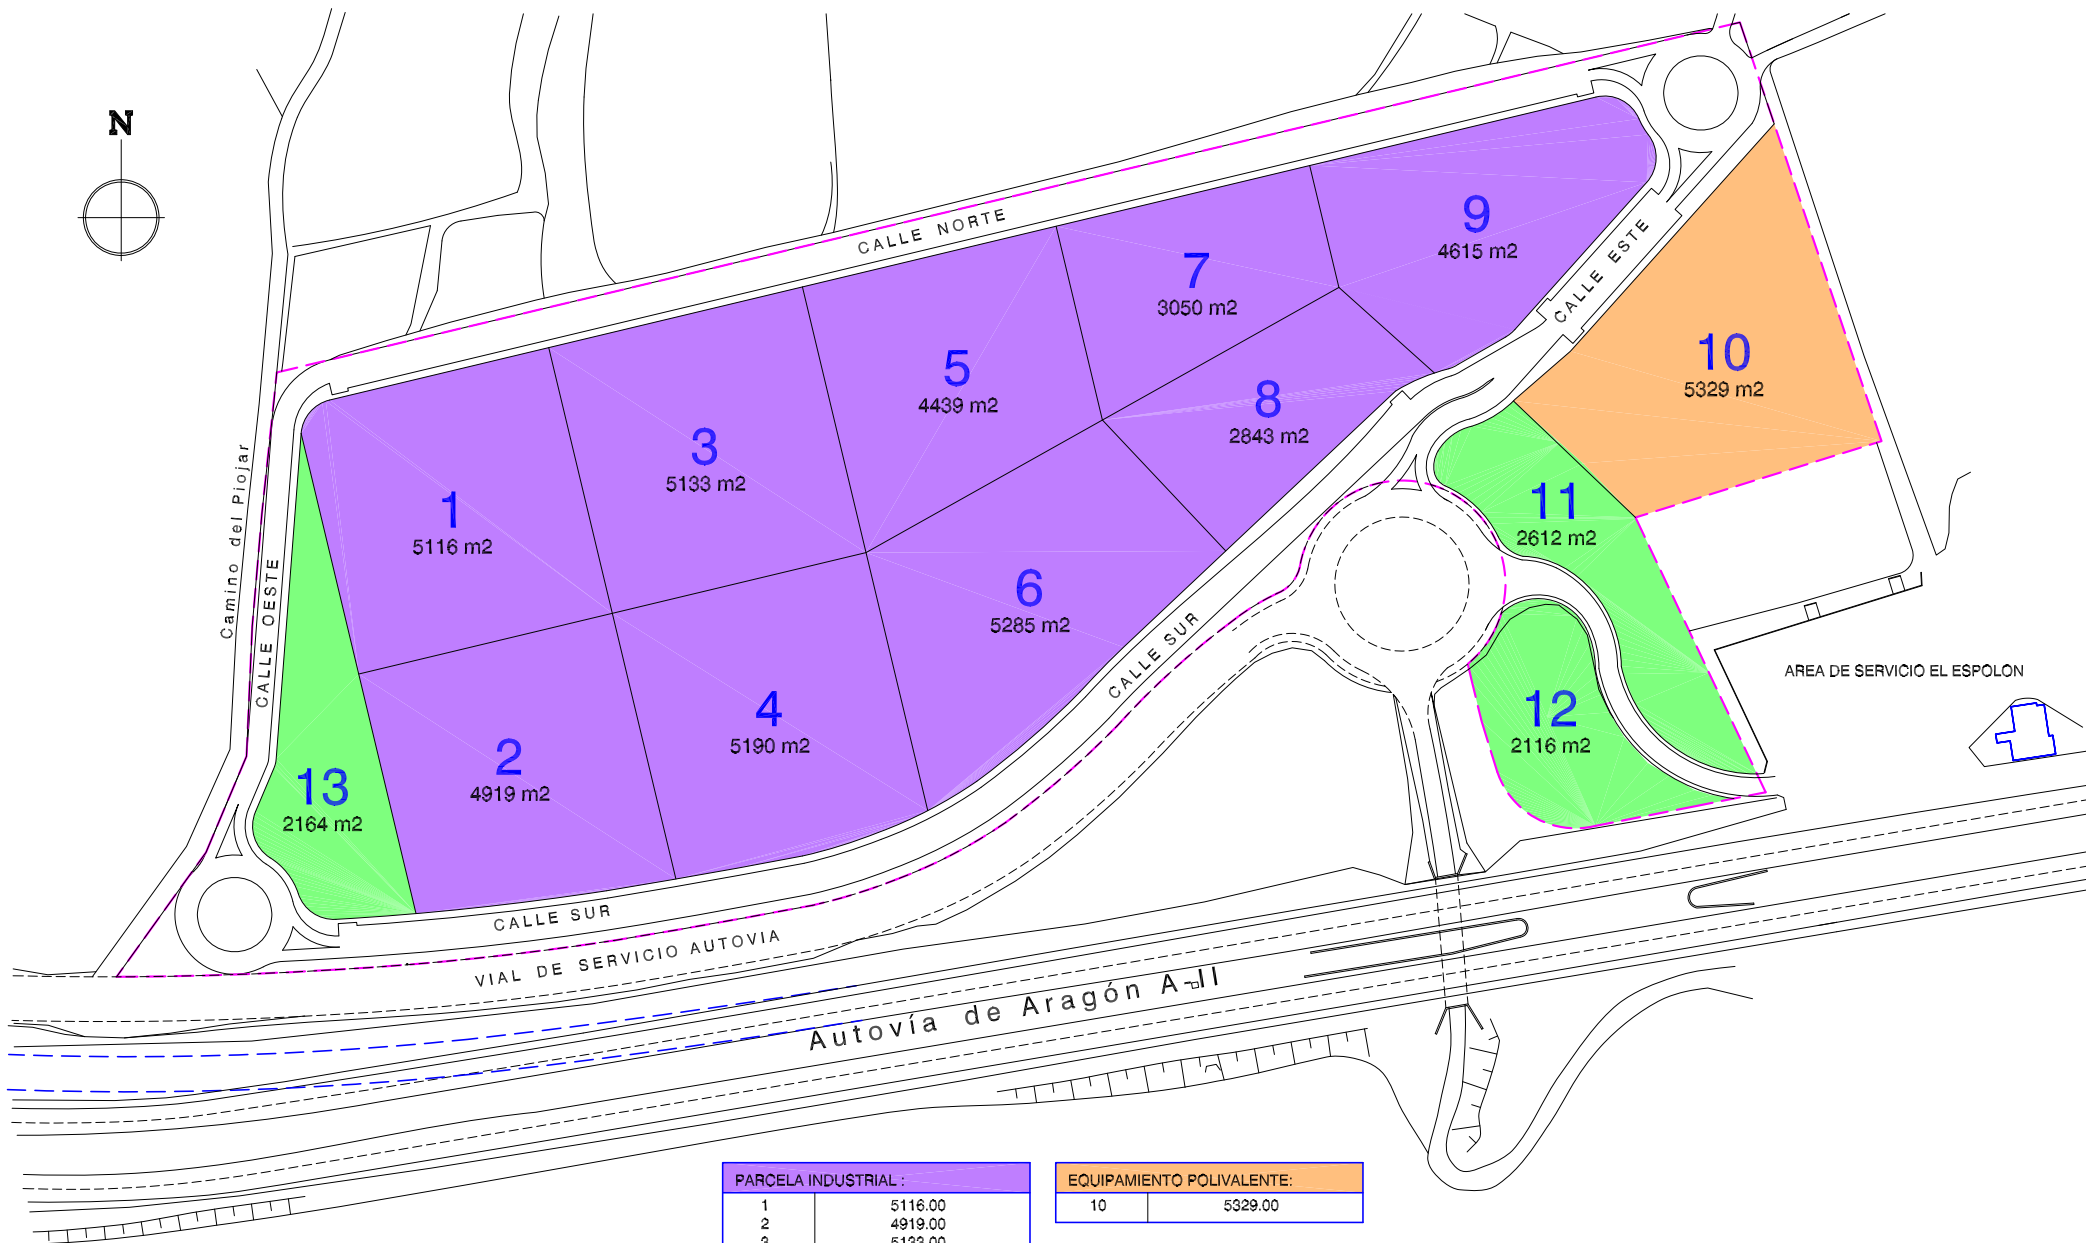 N
CALLE NORTE
9
4615 m2
7
3050 m2
CALLE ESTE
10
5329 m2
5
4439 m2
8
2843 m2
3
5133 m2
1
5116 m2
11
2612 m2
6
5285 m2
Camino del Piojar
CALLE OESTE
CALLE SUR
AREA DE SERVICIO EL ESPOLON
4
5190 m2
12
2116 m2
2
4919 m2
13
2164 m2
CALLE SUR
VIAL DE SERVICIO AUTOVIA
Autovía de Aragón A-II
PARCELA INDUSTRIAL :
1 5116.00
2 4919.00
3 5133.00
EQUIPAMIENTO POLIVALENTE:
10 5329.00